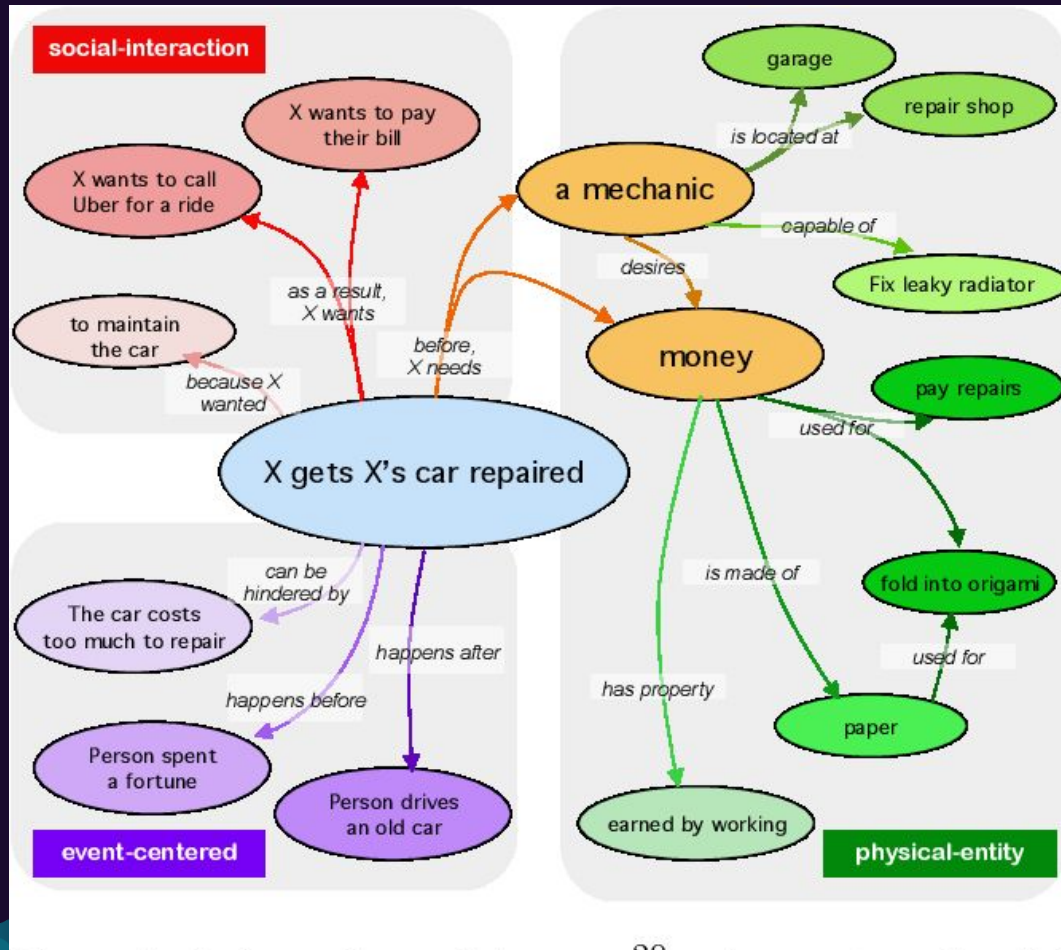 social-interaction
X wants to pay
their bill
X wants to call
Uber for a ride
to maintain
the car
as a result,
X wants
because X
wanted
before,
X needs
X gets X's car repaired
garage
repair shop
is located at
a mechanic
capable of
desires
Fix leaky radiator
money
pay repairs
used for
is made of
fold into origami
used for
has property
paper
earned by working
physical-entity
can be
hindered by
The car costs
too much to repair
happens after
happens before
Person spent
a fortune
Person drives
an old car
event-centered